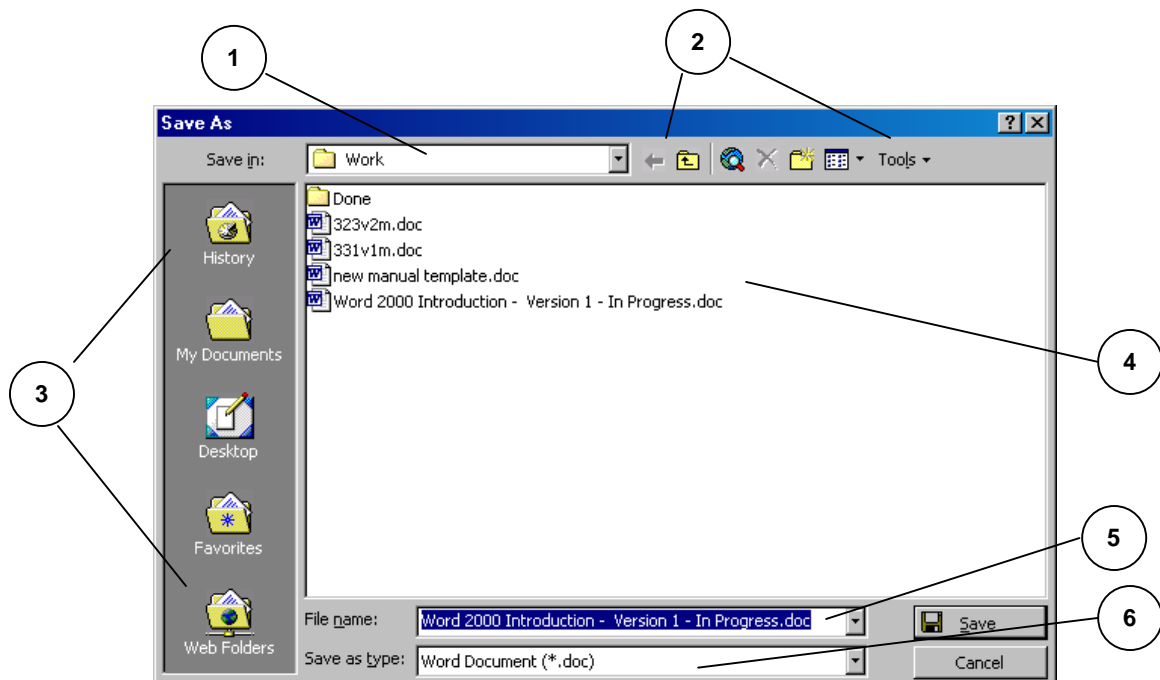 1
2
Save As
Save in:
Work
Tools
Done
323v2m.doc
331v1m.doc
new manual template.doc
Word 2000 Introduction -  Version 1 - In Progress.doc
History
My Documents
Desktop
Favorites
Web Folders
3
4
5
File name:
Word 2000 Introduction -  Version 1 - In Progress.doc
Save
6
Save as type:
Word Document (*.doc)
Cancel